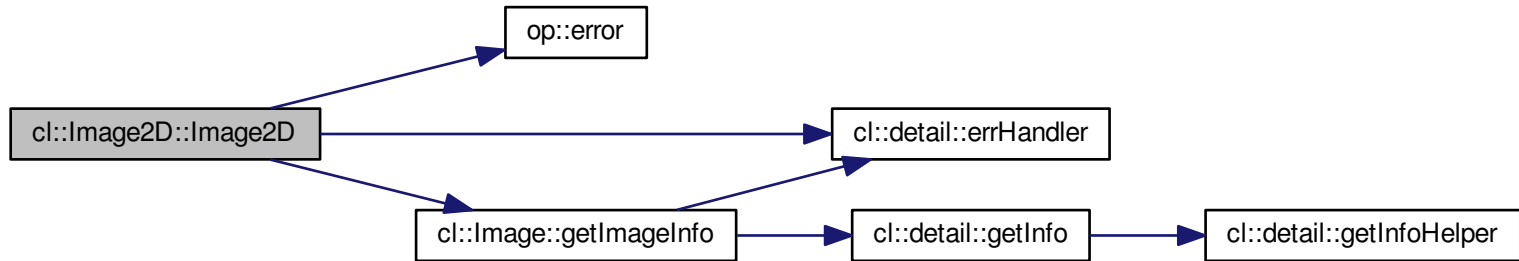 op::error
cl::Image2D::Image2D
cl::detail::errHandler
cl::Image::getImageInfo
cl::detail::getInfo
cl::detail::getInfoHelper